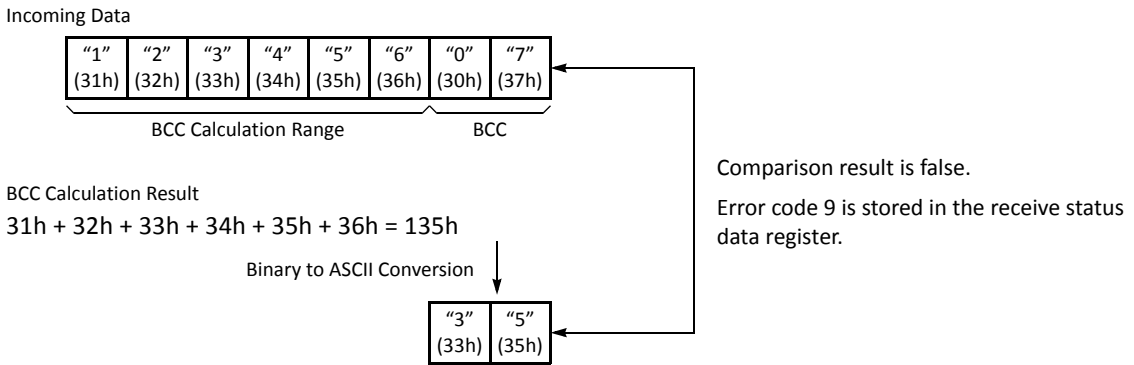 Incoming Data
“1” “2” “3” “4” “5” “6” “0” “7”
(31h) (32h) (33h) (34h) (35h) (36h) (30h) (37h)
BCC Calculation Range BCC
Comparison result is false.
BCC Calculation Result
Error code 9 is stored in the receive status
data register.
31h + 32h + 33h + 34h + 35h + 36h = 135h
Binary to ASCII Conversion
“3” “5”
(33h) (35h)